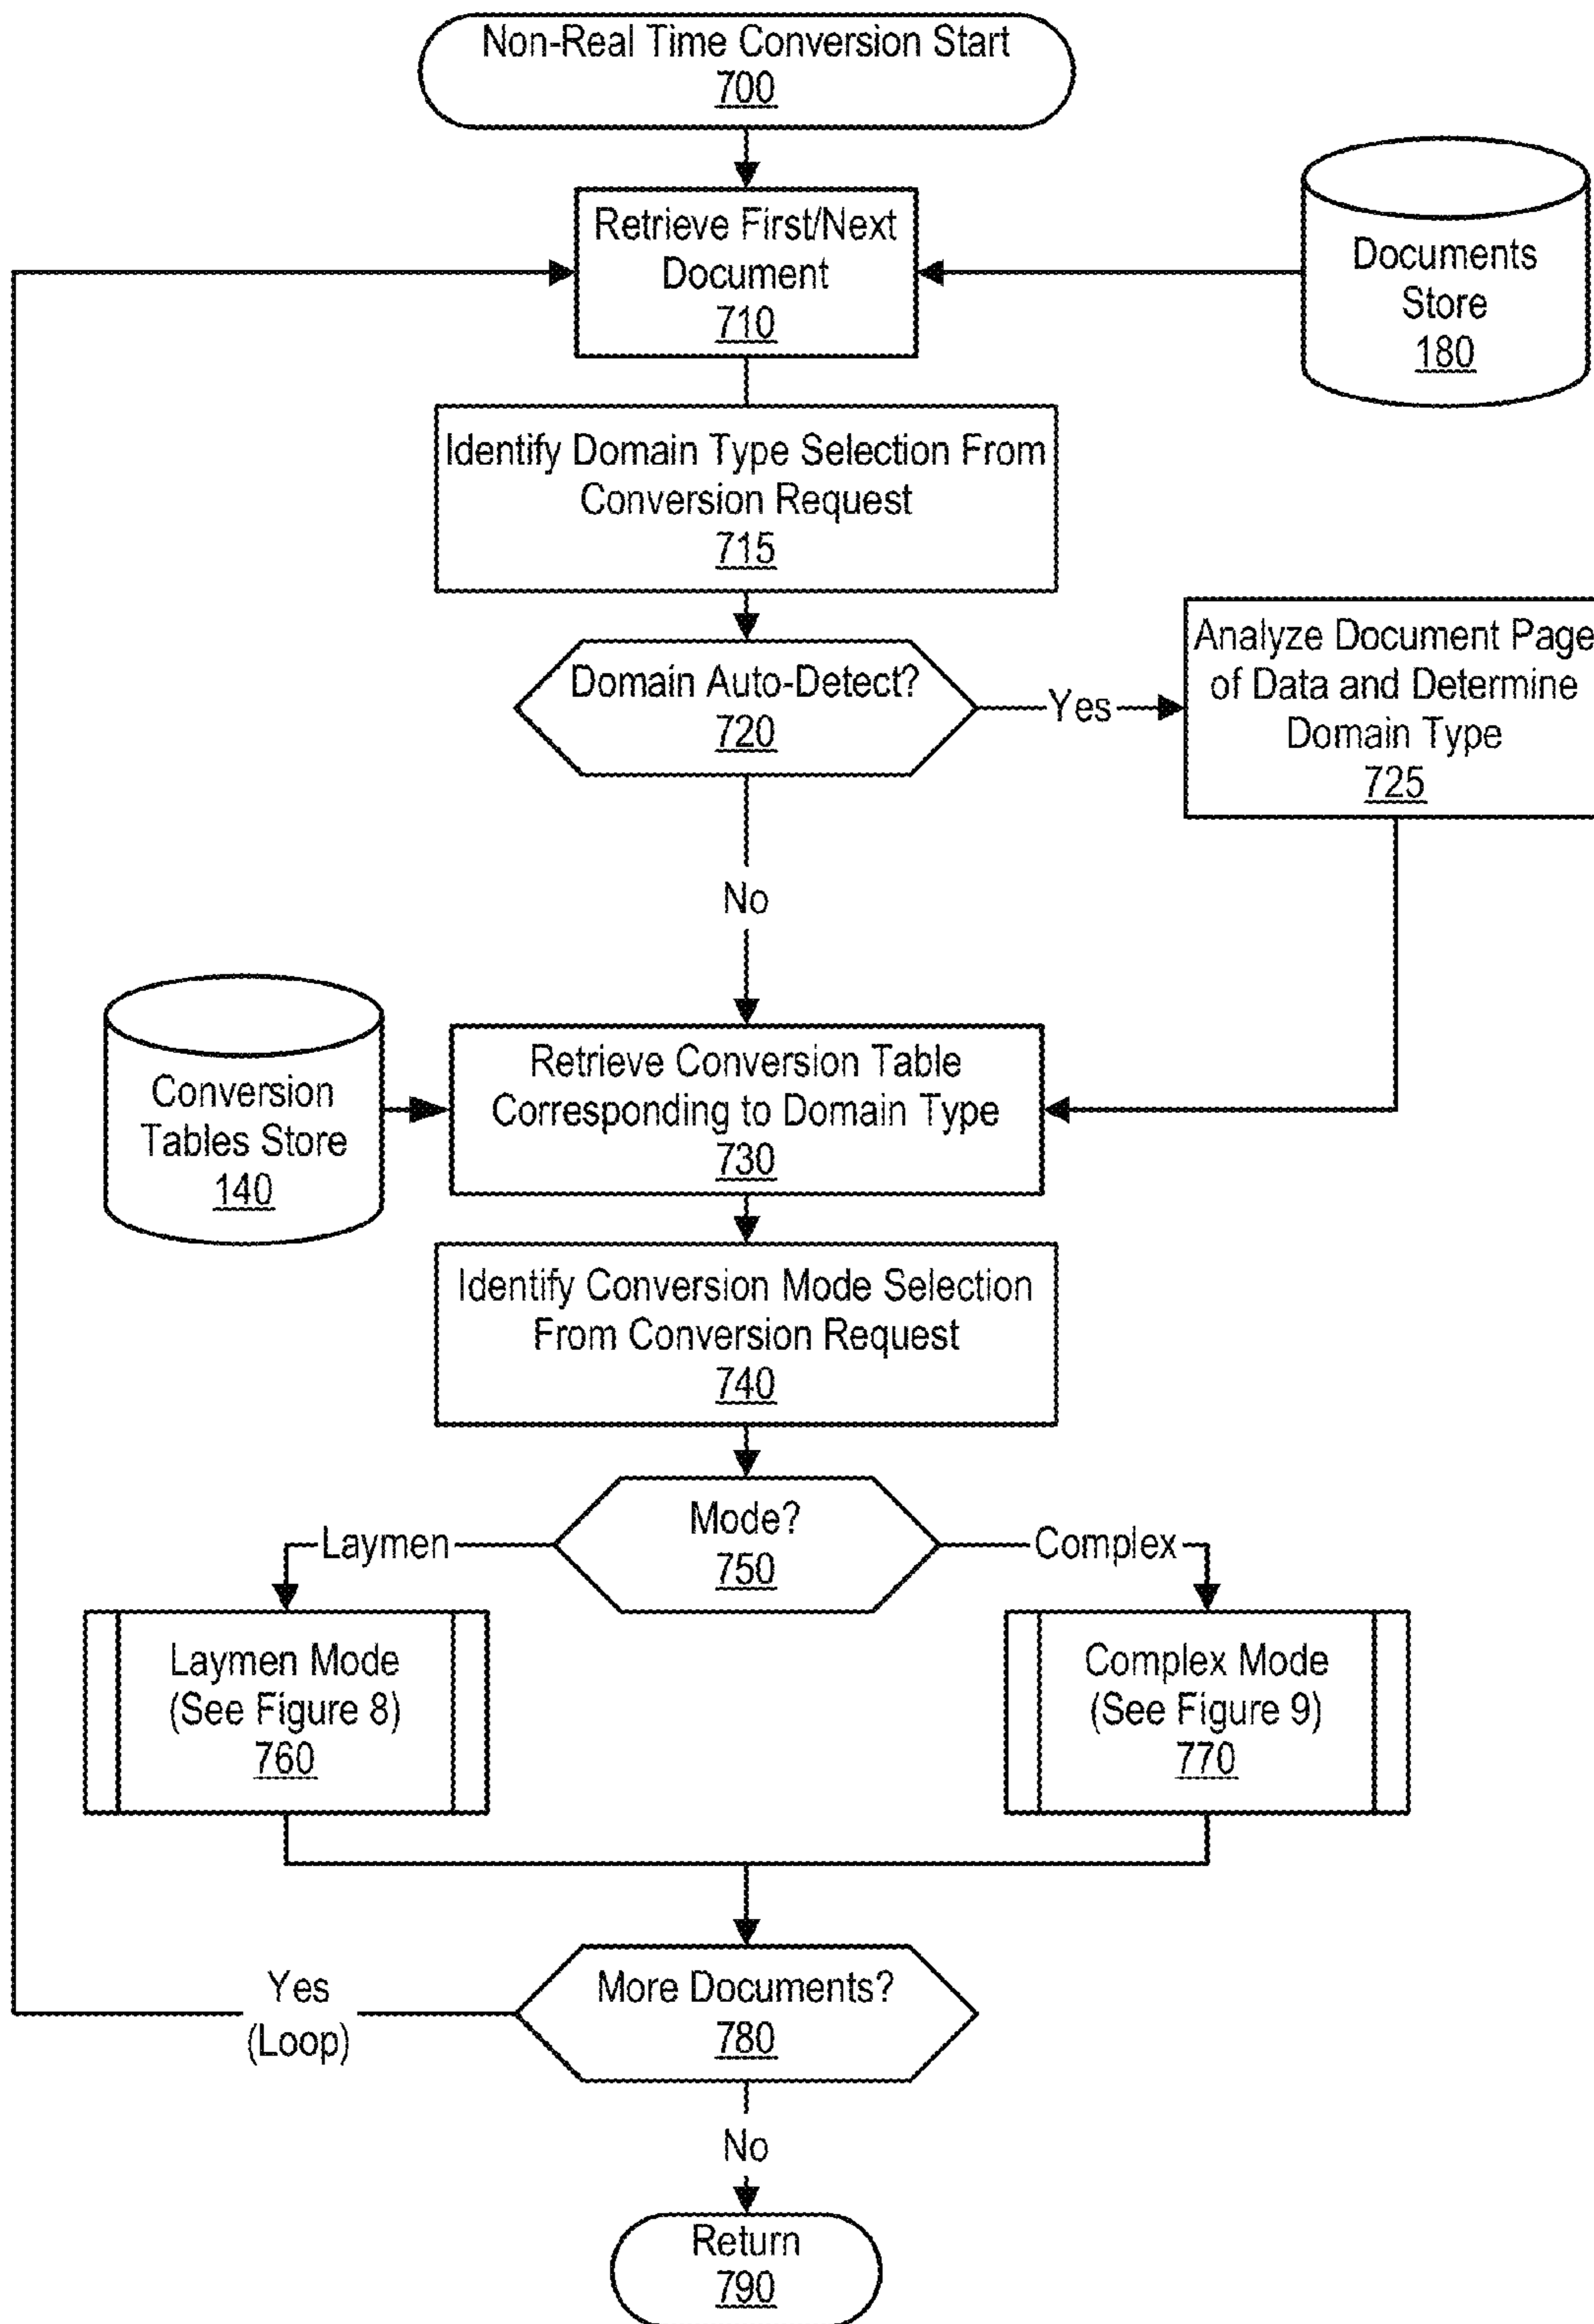 Non-Real Time Conversion Start
700
Retrieve First/Next
Document
710
Documents
Store
180
Identify Domain Type Selection From
Conversion Request
715
Domain Auto-Detect?
720
Yes
Analyze Document Page
of Data and Determine
Domain Type
725
No
Conversion
Tables Store
140
Retrieve Conversion Table
Corresponding to Domain Type
730
Identify Conversion Mode Selection
From Conversion Request
740
Mode?
750
Laymen
Complex
Laymen Mode
(See Figure 8)
760
Complex Mode
(See Figure 9)
770
More Documents?
780
Yes
(Loop)
No
Return
790